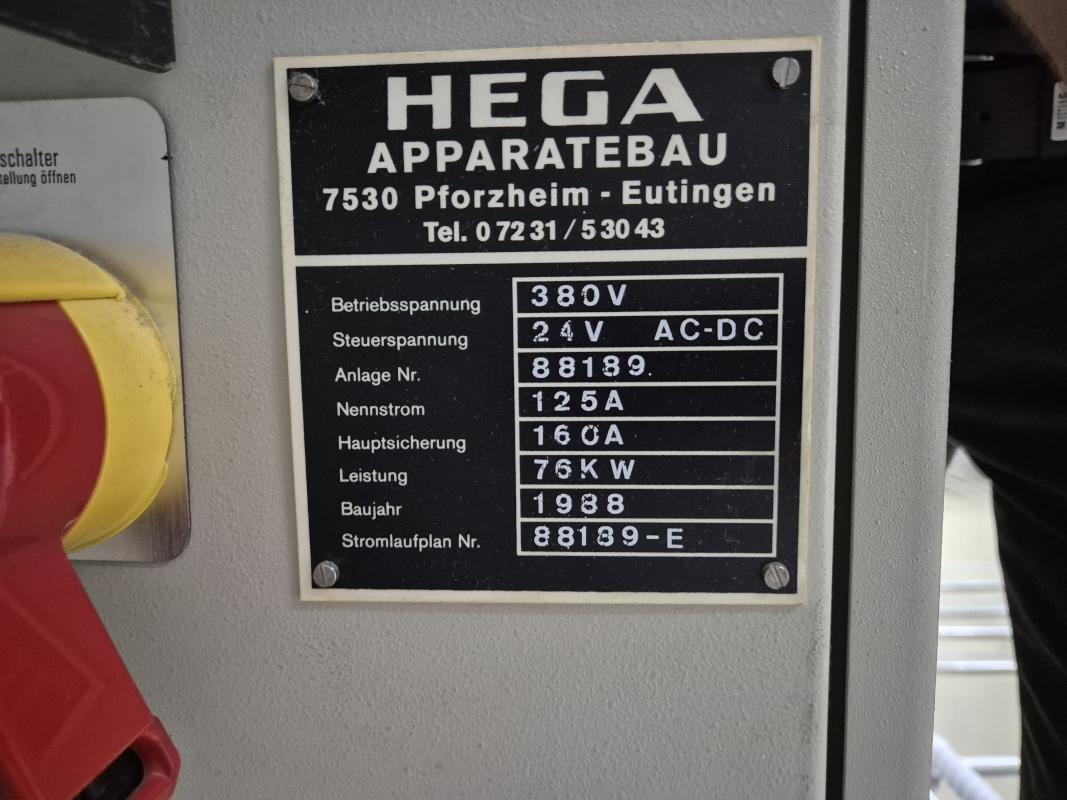 schalter
tellung öffnen
HEGA
APPARATEBAU
7530 Pforzheim - Eutingen
Tel. 07231/53043
Betriebsspannung 380V
Steuerspannung 24V AC-DC
Anlage Nr. 88189.
Nennstrom 125A
Hauptsicherung 160A
Leistung 76KW
Baujahr 1988
Stromlaufplan Nr. 88189-E